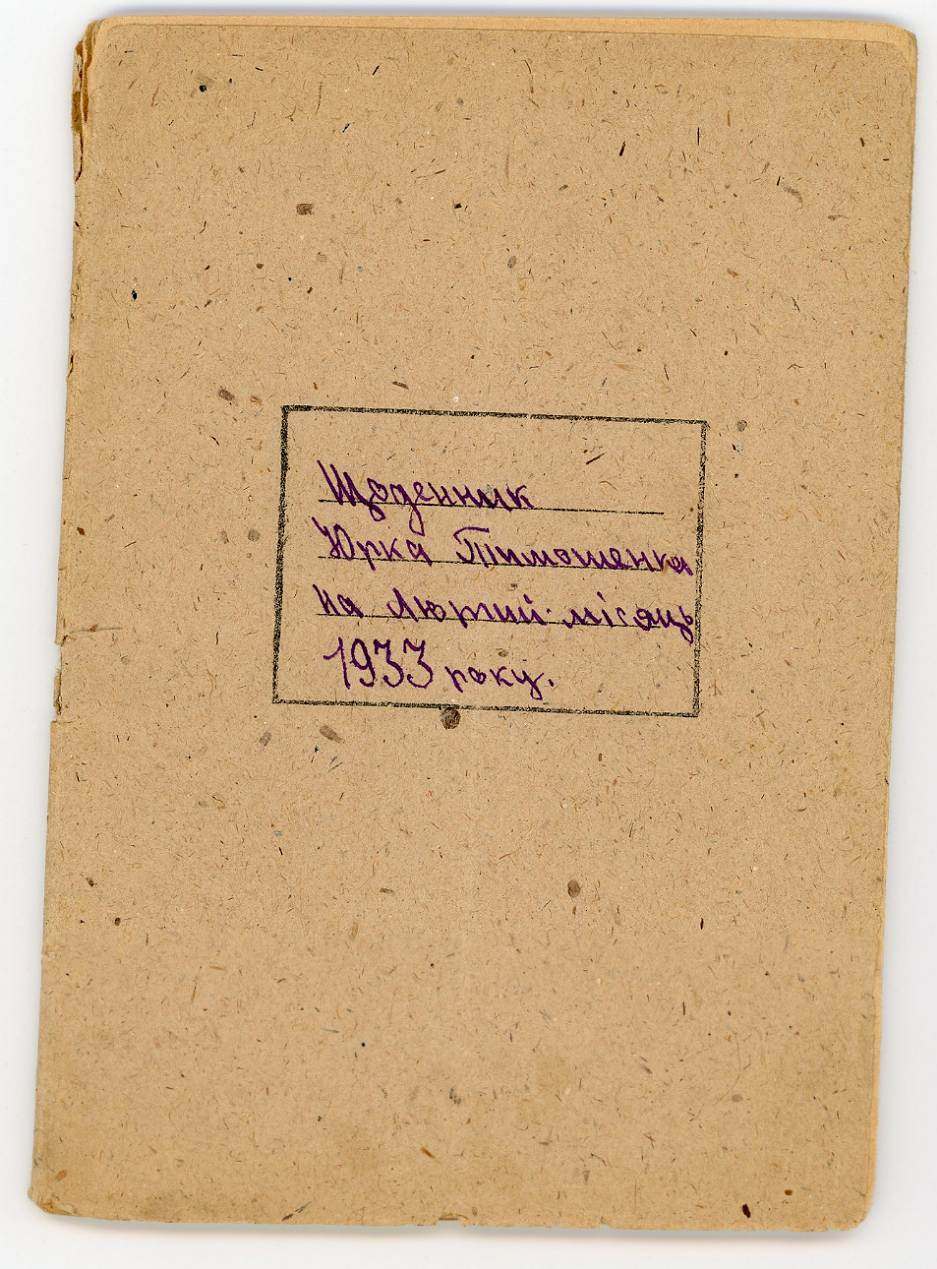 Щоденник
Юрка Тимошенка
на лютий місяць
1933 року.